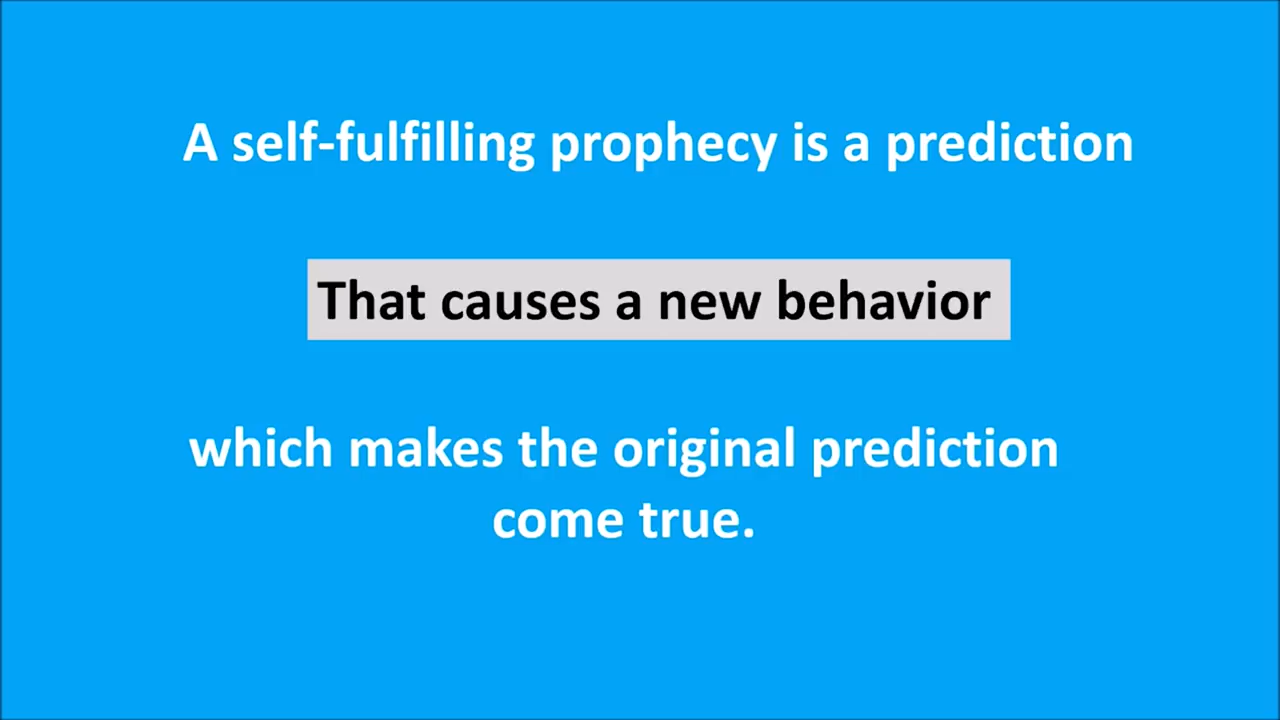 A self-fulfilling prophecy is a prediction
That causes a new behavior
which makes the original prediction
come true.